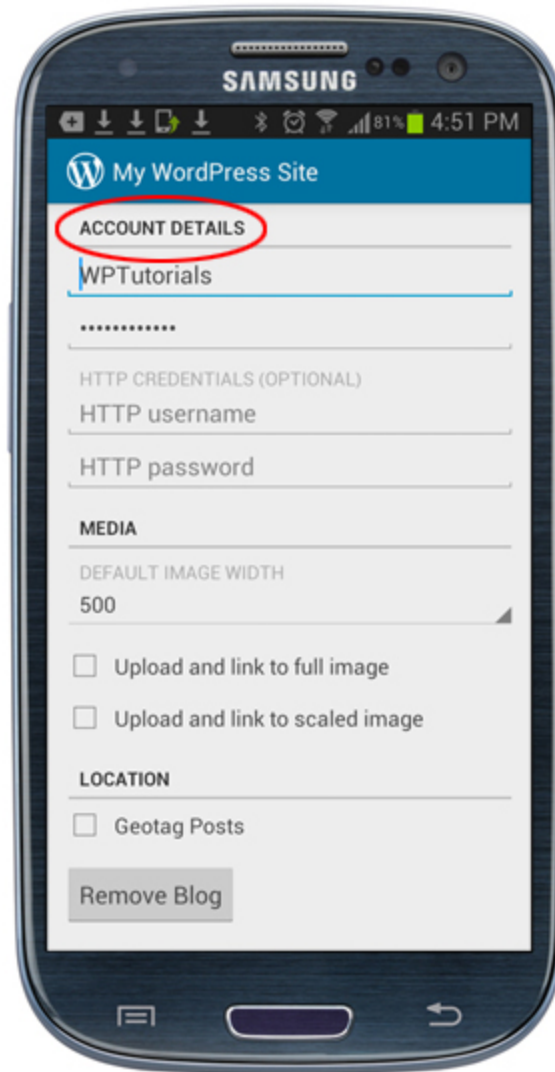 SAMSUNG
81% 4:51 PM
My WordPress Site
ACCOUNT DETAILS
WPTutorials
••••••••••••
HTTP CREDENTIALS (OPTIONAL)
HTTP username
HTTP password
MEDIA
DEFAULT IMAGE WIDTH
500
Upload and link to full image
Upload and link to scaled image
LOCATION
Geotag Posts
Remove Blog